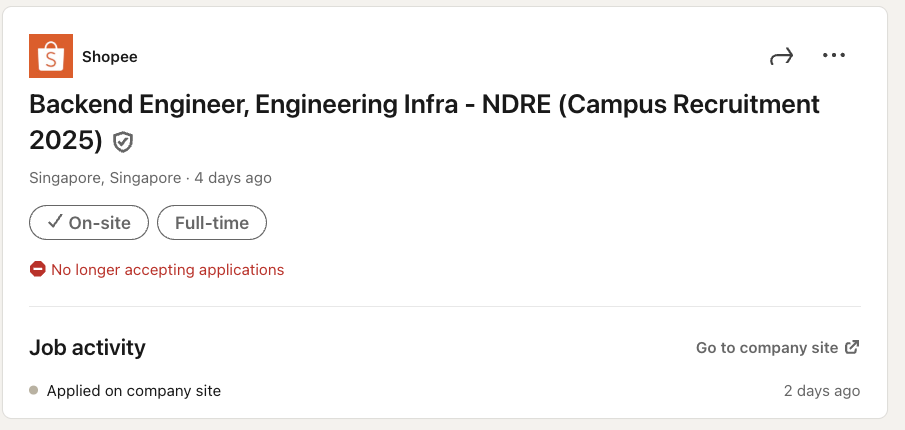 Shopee
Backend Engineer, Engineering Infra - NDRE (Campus Recruitment
2025)
Singapore, Singapore · 4 days ago
On-site Full-time
No longer accepting applications
Job activity Go to company site
Applied on company site 2 days ago